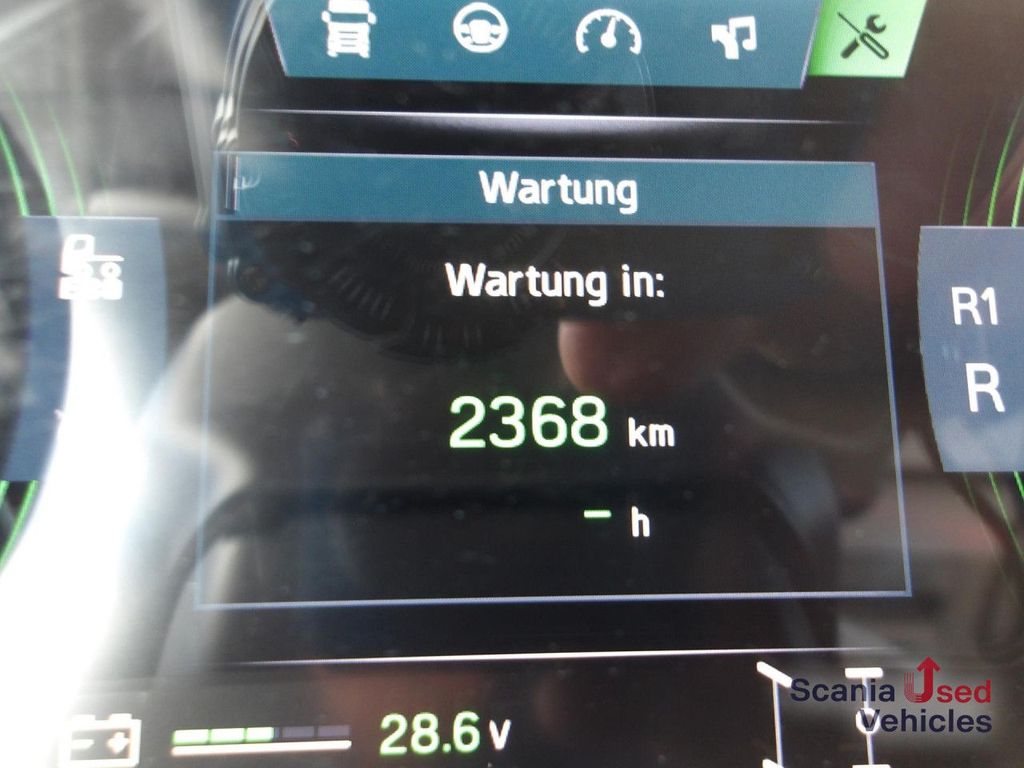 Wartung
Wartung in:
2368 km
- h
R1
R
28.6 V
Scania Used
Vehicles